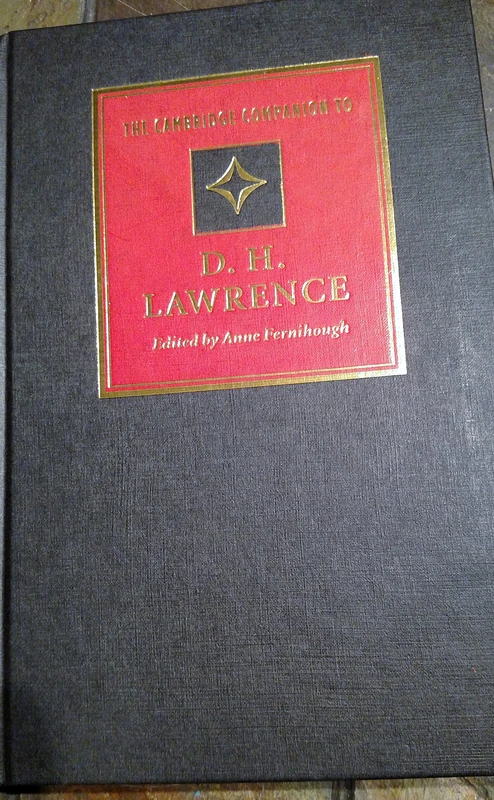 THE CAMBRIDGE COMPANION TO
D. H.
LAWRENCE
Edited by Anne Fernihough